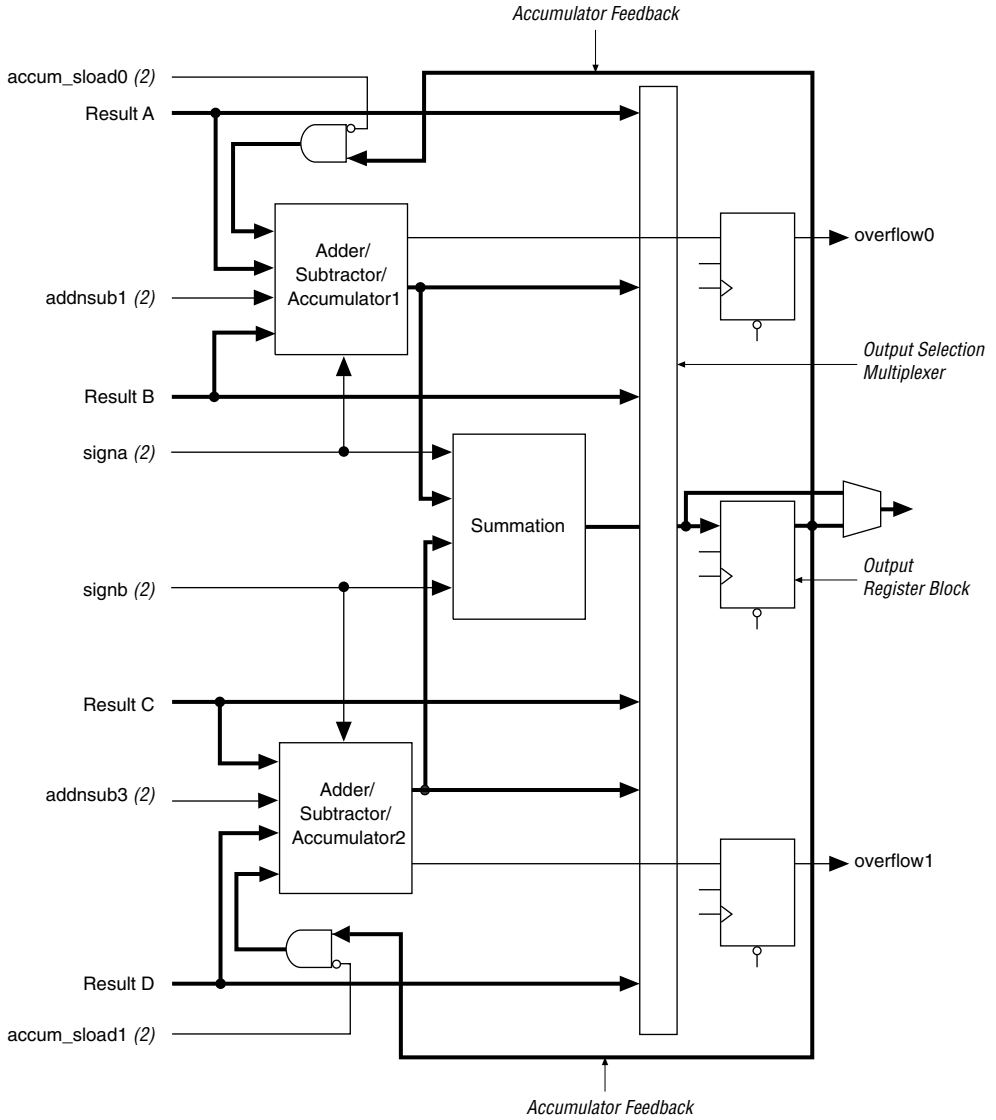 Accumulator Feedback
accum_sload0 (2)
Result A
overflow0
Adder/
Subtractor/
Accumulator1
addnsub1 (2)
Output Selection
Multiplexer
Result B
signa (2)
Summation
Output
Register Block
signb (2)
Result C
Adder/
Subtractor/
Accumulator2
addnsub3 (2)
overflow1
Result D
accum_sload1 (2)
Accumulator Feedback